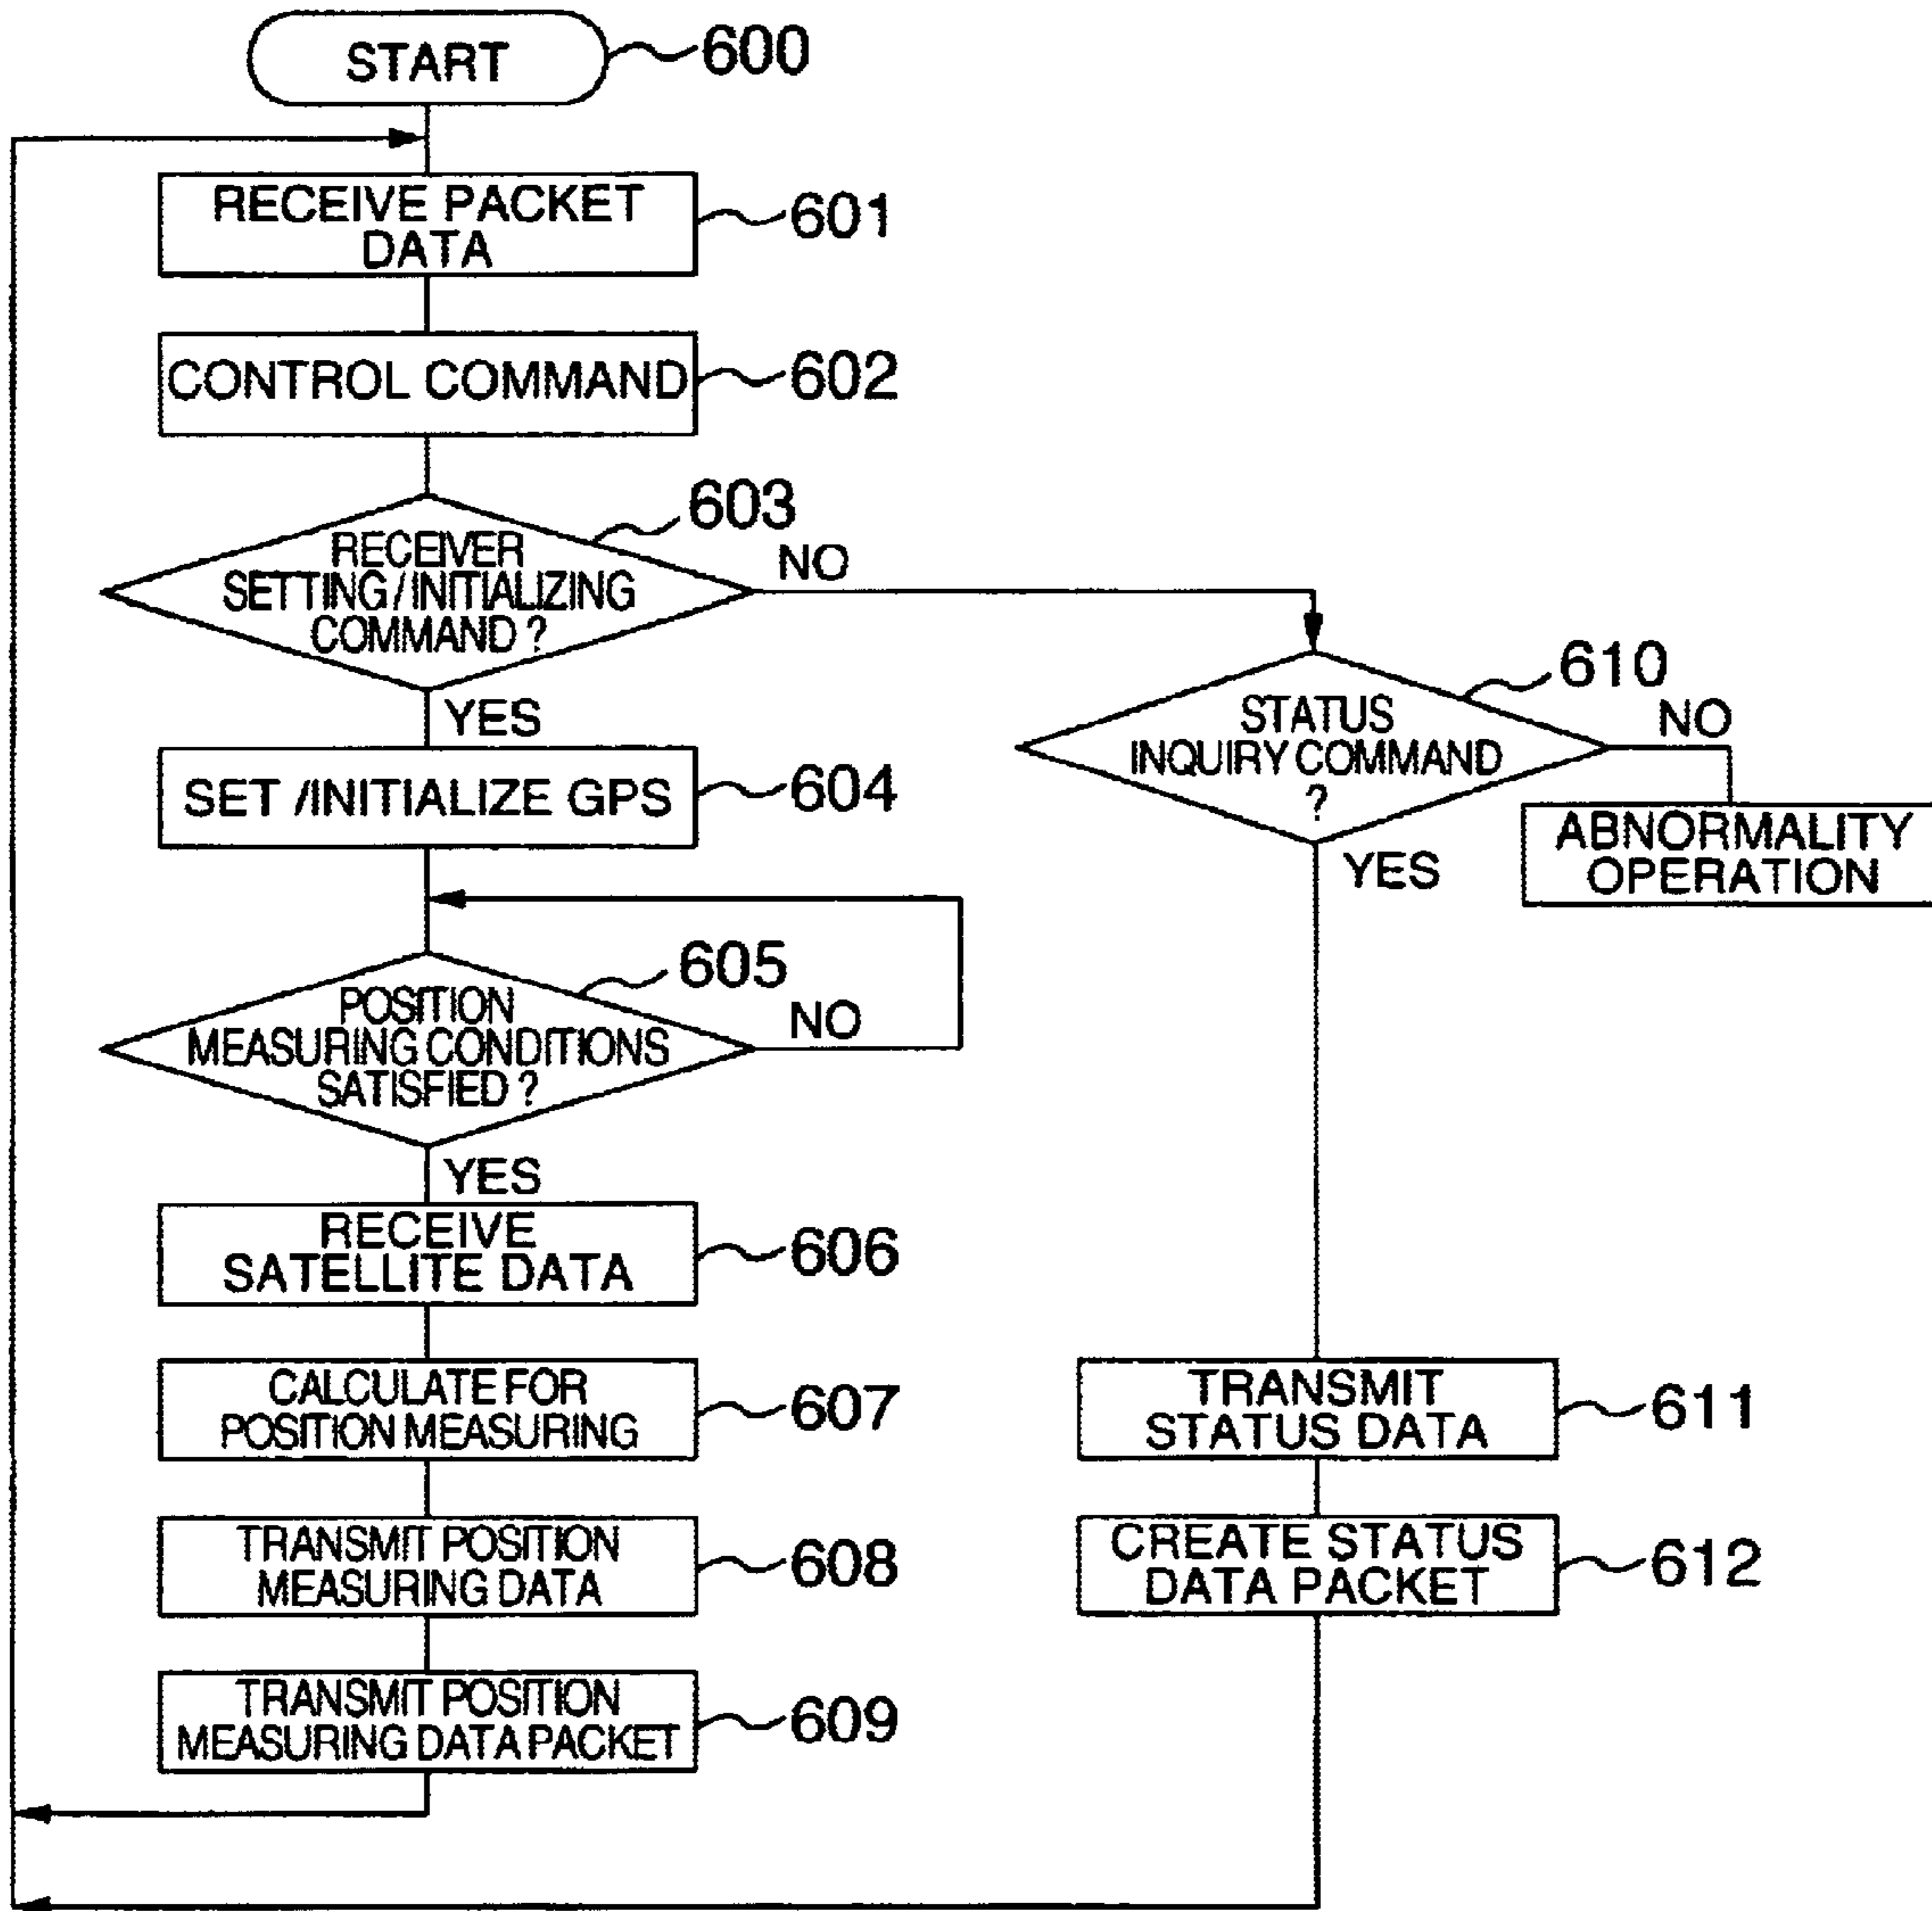 START
600
RECEIVE PACKET
DATA
601
CONTROL COMMAND
602
603
RECEIVER
SETTING/INITIALIZING
COMMAND ?
NO
YES
610
STATUS
INQUIRY COMMAND
?
NO
YES
ABNORMALITY
OPERATION
SET /INITIALIZE GPS
604
605
POSITION
MEASURING CONDITIONS
SATISFIED ?
NO
YES
RECEIVE
SATELLITE DATA
606
CALCULATE FOR
POSITION MEASURING
607
TRANSMIT
STATUS DATA
611
TRANSMIT POSITION
MEASURING DATA
608
CREATE STATUS
DATA PACKET
612
TRANSMIT POSITION
MEASURING DATA PACKET
609